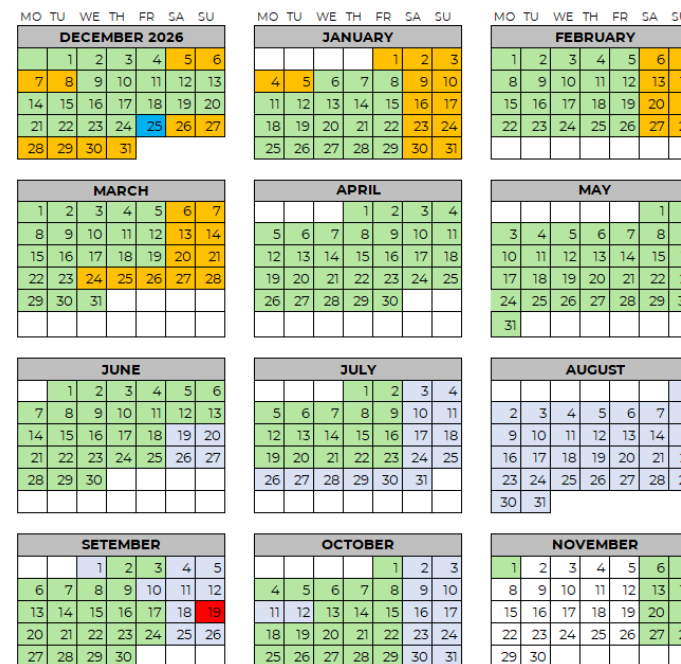 MO TU WE TH FR SA SU
DECEMBER 2026
1 2 3 4 5 6
7 8 9 10 11 12 13
14 15 16 17 18 19 20
21 22 23 24 25 26 27
28 29 30 31
MO TU WE TH FR SA SU
JANUARY
1 2 3
4 5 6 7 8 9 10
11 12 13 14 15 16 17
18 19 20 21 22 23 24
25 26 27 28 29 30 31
MO TU WE TH FR SA
FEBRUARY
1 2 3 4 5 6
8 9 10 11 12 13
15 16 17 18 19 20
22 23 24 25 26 27
MARCH
1 2 3 4 5 6 7
8 9 10 11 12 13 14
15 16 17 18 19 20 21
22 23 24 25 26 27 28
29 30 31
APRIL
1 2 3 4
5 6 7 8 9 10 11
12 13 14 15 16 17 18
19 20 21 22 23 24 25
26 27 28 29 30
MAY
1
3 4 5 6 7 8
10 11 12 13 14 15
17 18 19 20 21 22
24 25 26 27 28 29
31
JUNE
1 2 3 4 5 6
7 8 9 10 11 12 13
14 15 16 17 18 19 20
21 22 23 24 25 26 27
28 29 30
JULY
1 2 3 4
5 6 7 8 9 10 11
12 13 14 15 16 17 18
19 20 21 22 23 24 25
26 27 28 29 30 31
AUGUST
2 3 4 5 6 7
9 10 11 12 13 14
16 17 18 19 20 21
23 24 25 26 27 28
30 31
SETEMBER
1 2 3 4 5
6 7 8 9 10 11 12
13 14 15 16 17 18 19
20 21 22 23 24 25 26
27 28 29 30
OCTOBER
1 2 3
4 5 6 7 8 9 10
11 12 13 14 15 16 17
18 19 20 21 22 23 24
25 26 27 28 29 30 31
NOVEMBER
1 2 3 4 5 6
8 9 10 11 12 13
15 16 17 18 19 20
22 23 24 25 26 27
29 30